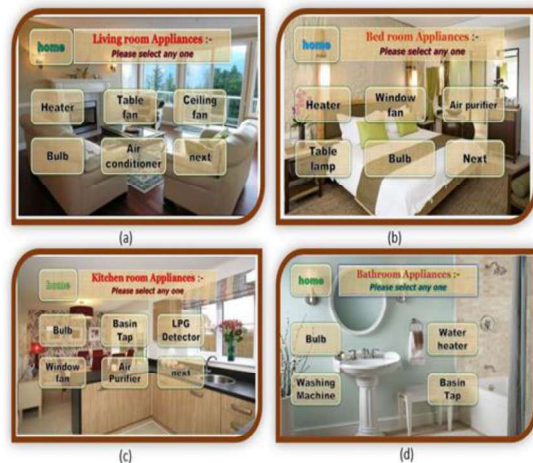 home
Living room Appliances :-
Please select any one
Heater
Table
fan
Ceiling
fan
Bulb
Air
conditioner
next
(a)
home
Bed room Appliances :-
Please select any one
Heater
Window
fan
Air purifier
Table
lamp
Bulb
Next
(b)
home
Kitchen room Appliances :-
Please select any one
Bulb
Basin
Tap
LPG
Detector
Window
fan
Air
Purifier
next
(c)
home
Bathroom Appliances :-
Please select any one
Bulb
Water
heater
Washing
Machine
Basin
Tap
(d)